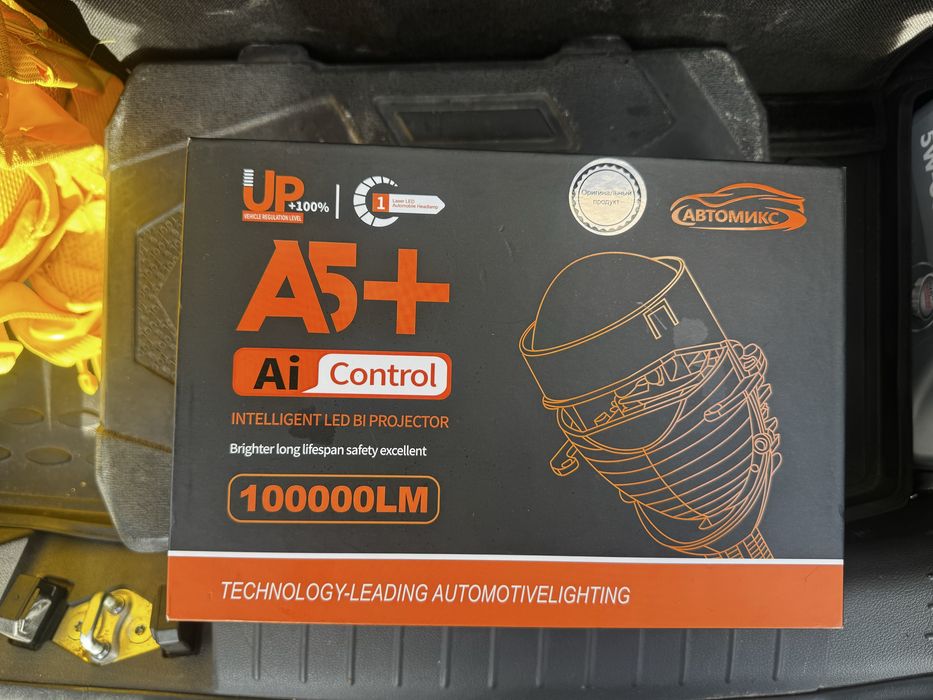 UP
+100%
VEHICLE REGULATION LEVEL
1
Laser LED
Automobile Headlamp
Оригинальный
продукт
АВТОМИКС
A5+
Ai Control
INTELLIGENT LED BI PROJECTOR
Brighter long lifespan safety excellent
100000LM
TECHNOLOGY-LEADING AUTOMOTIVELIGHTING
5W